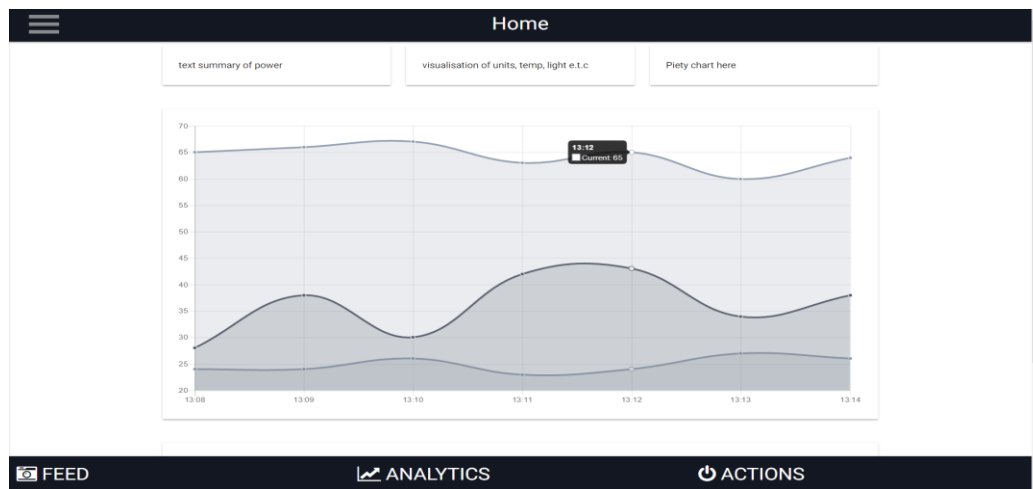 Home
text summary of power
visualisation of units, temp, light e.t.c
Piety chart here
70
65
60
55
50
45
40
35
30
25
20
13:12
Current: 65
13:08 13:09 13:10 13:11 13:12 13:13 13:14
FEED ANALYTICS ACTIONS